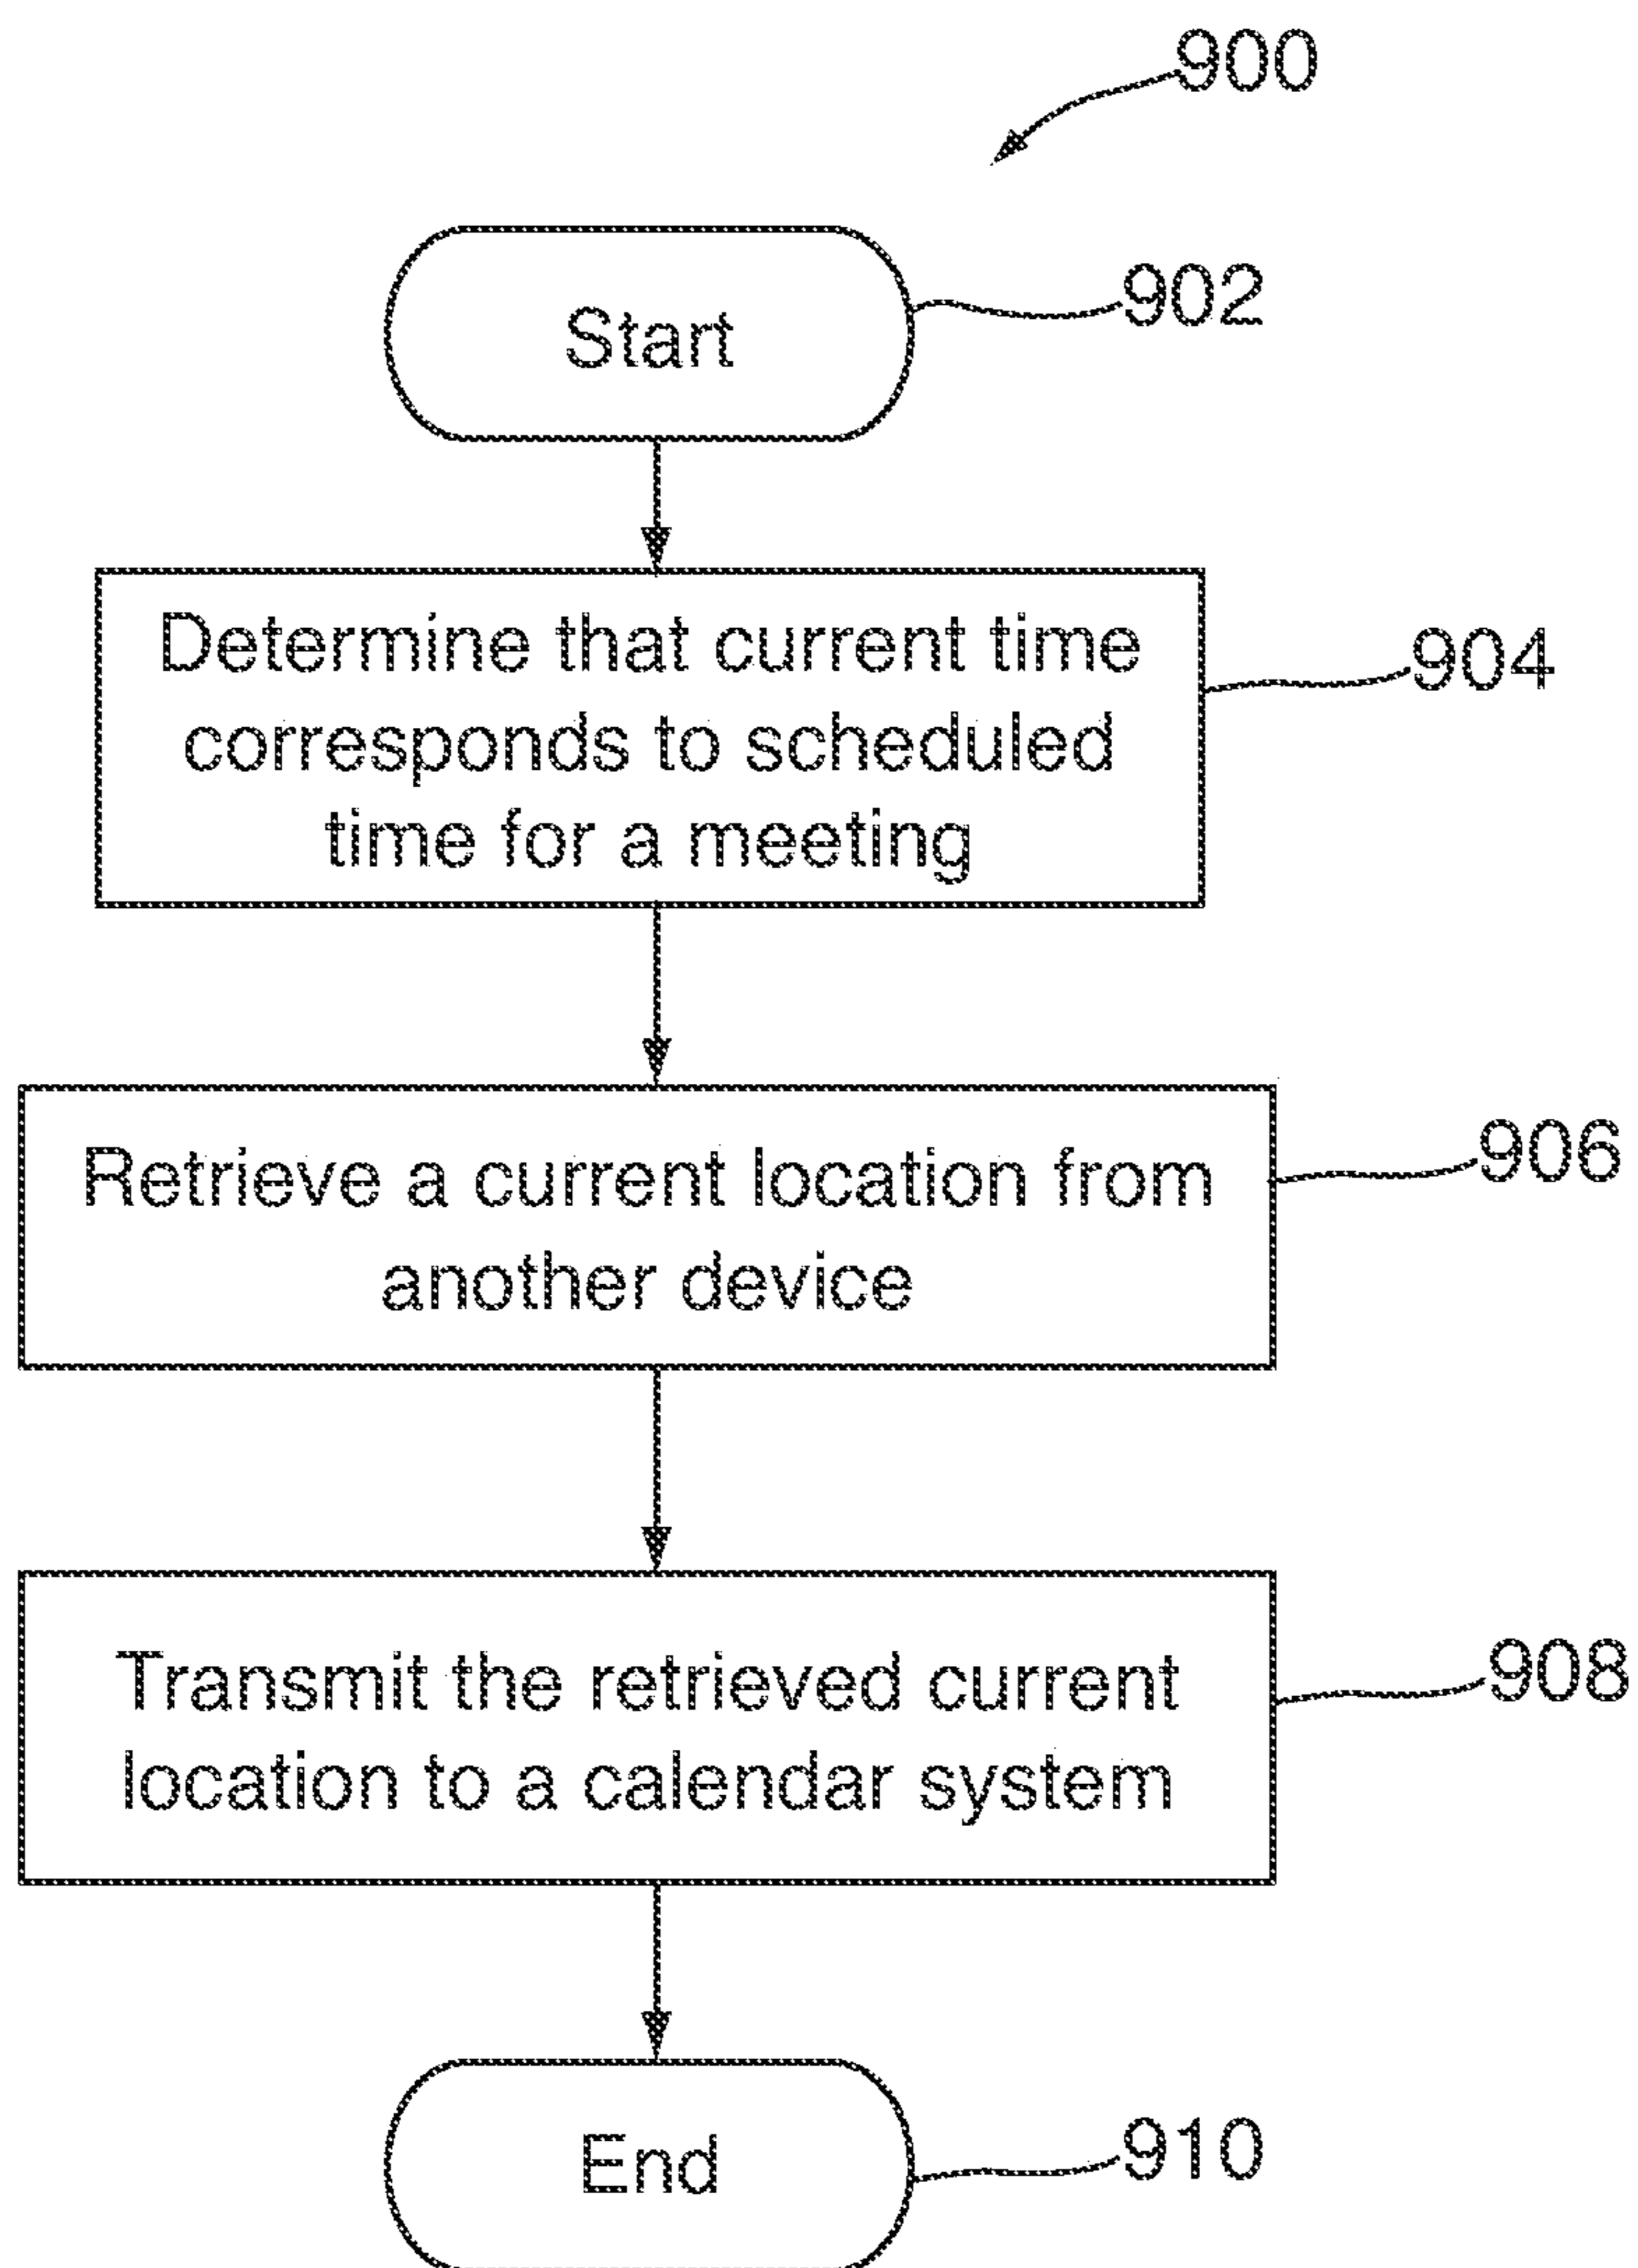 900
Start
902
Determine that current time
corresponds to scheduled
time for a meeting
904
Retrieve a current location from
another device
906
Transmit the retrieved current
location to a calendar system
908
End
910